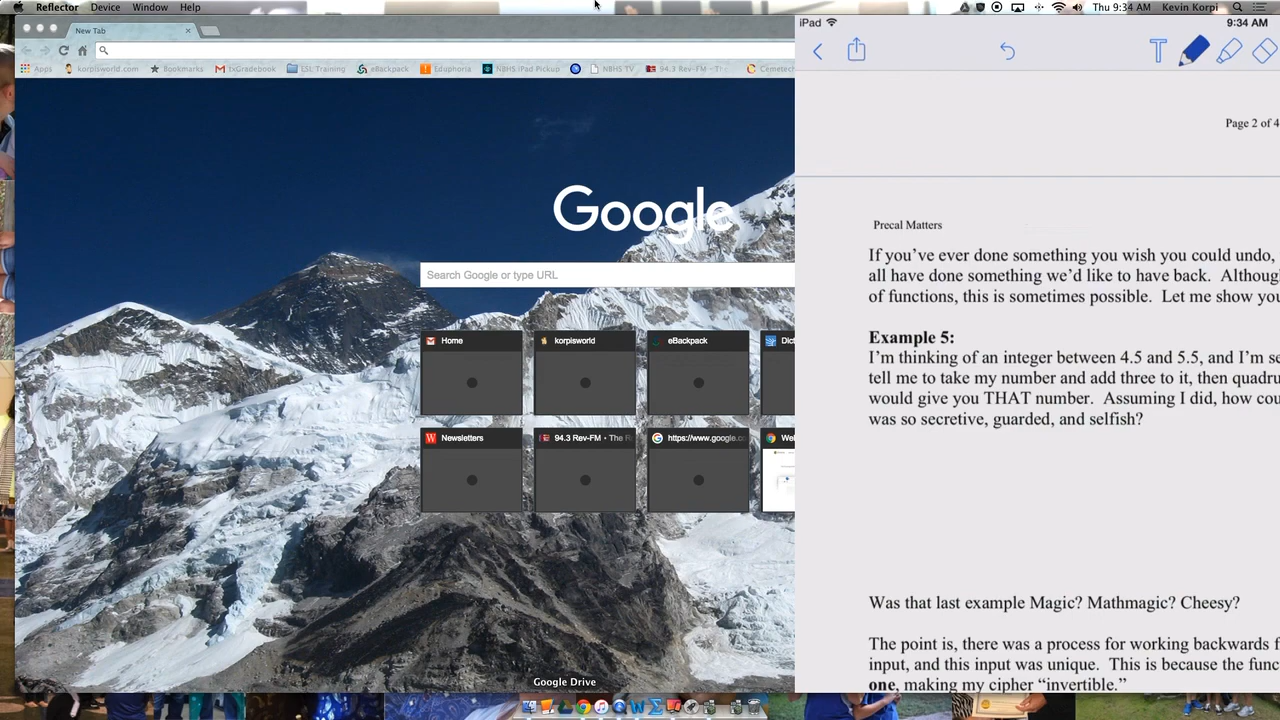 Reflector Device Window Help
Thu 9:34 AM Kevin Korpi
New Tab
Apps korpisworld.com Bookmarks txGradebook ESL Training eBackpack Eduphoria NBHS iPad Pickup NBHS TV 94.3 Rev-FM
Google
Search Google or type URL
Home korpisworld eBackpack Dict
Newsletters 94.3 Rev-FM • The R https://www.google.co Wel
Google Drive
iPad 9:34 AM
T
Page 2 of 4
Precal Matters
If you’ve ever done something you wish you could undo,
all have done something we’d like to have back. Although
of functions, this is sometimes possible. Let me show you
Example 5:
I’m thinking of an integer between 4.5 and 5.5, and I’m se
tell me to take my number and add three to it, then quadru
would give you THAT number. Assuming I did, how cou
was so secretive, guarded, and selfish?
Was that last example Magic? Mathmagic? Cheesy?
The point is, there was a process for working backwards f
input, and this input was unique. This is because the func
one, making my cipher “invertible.”